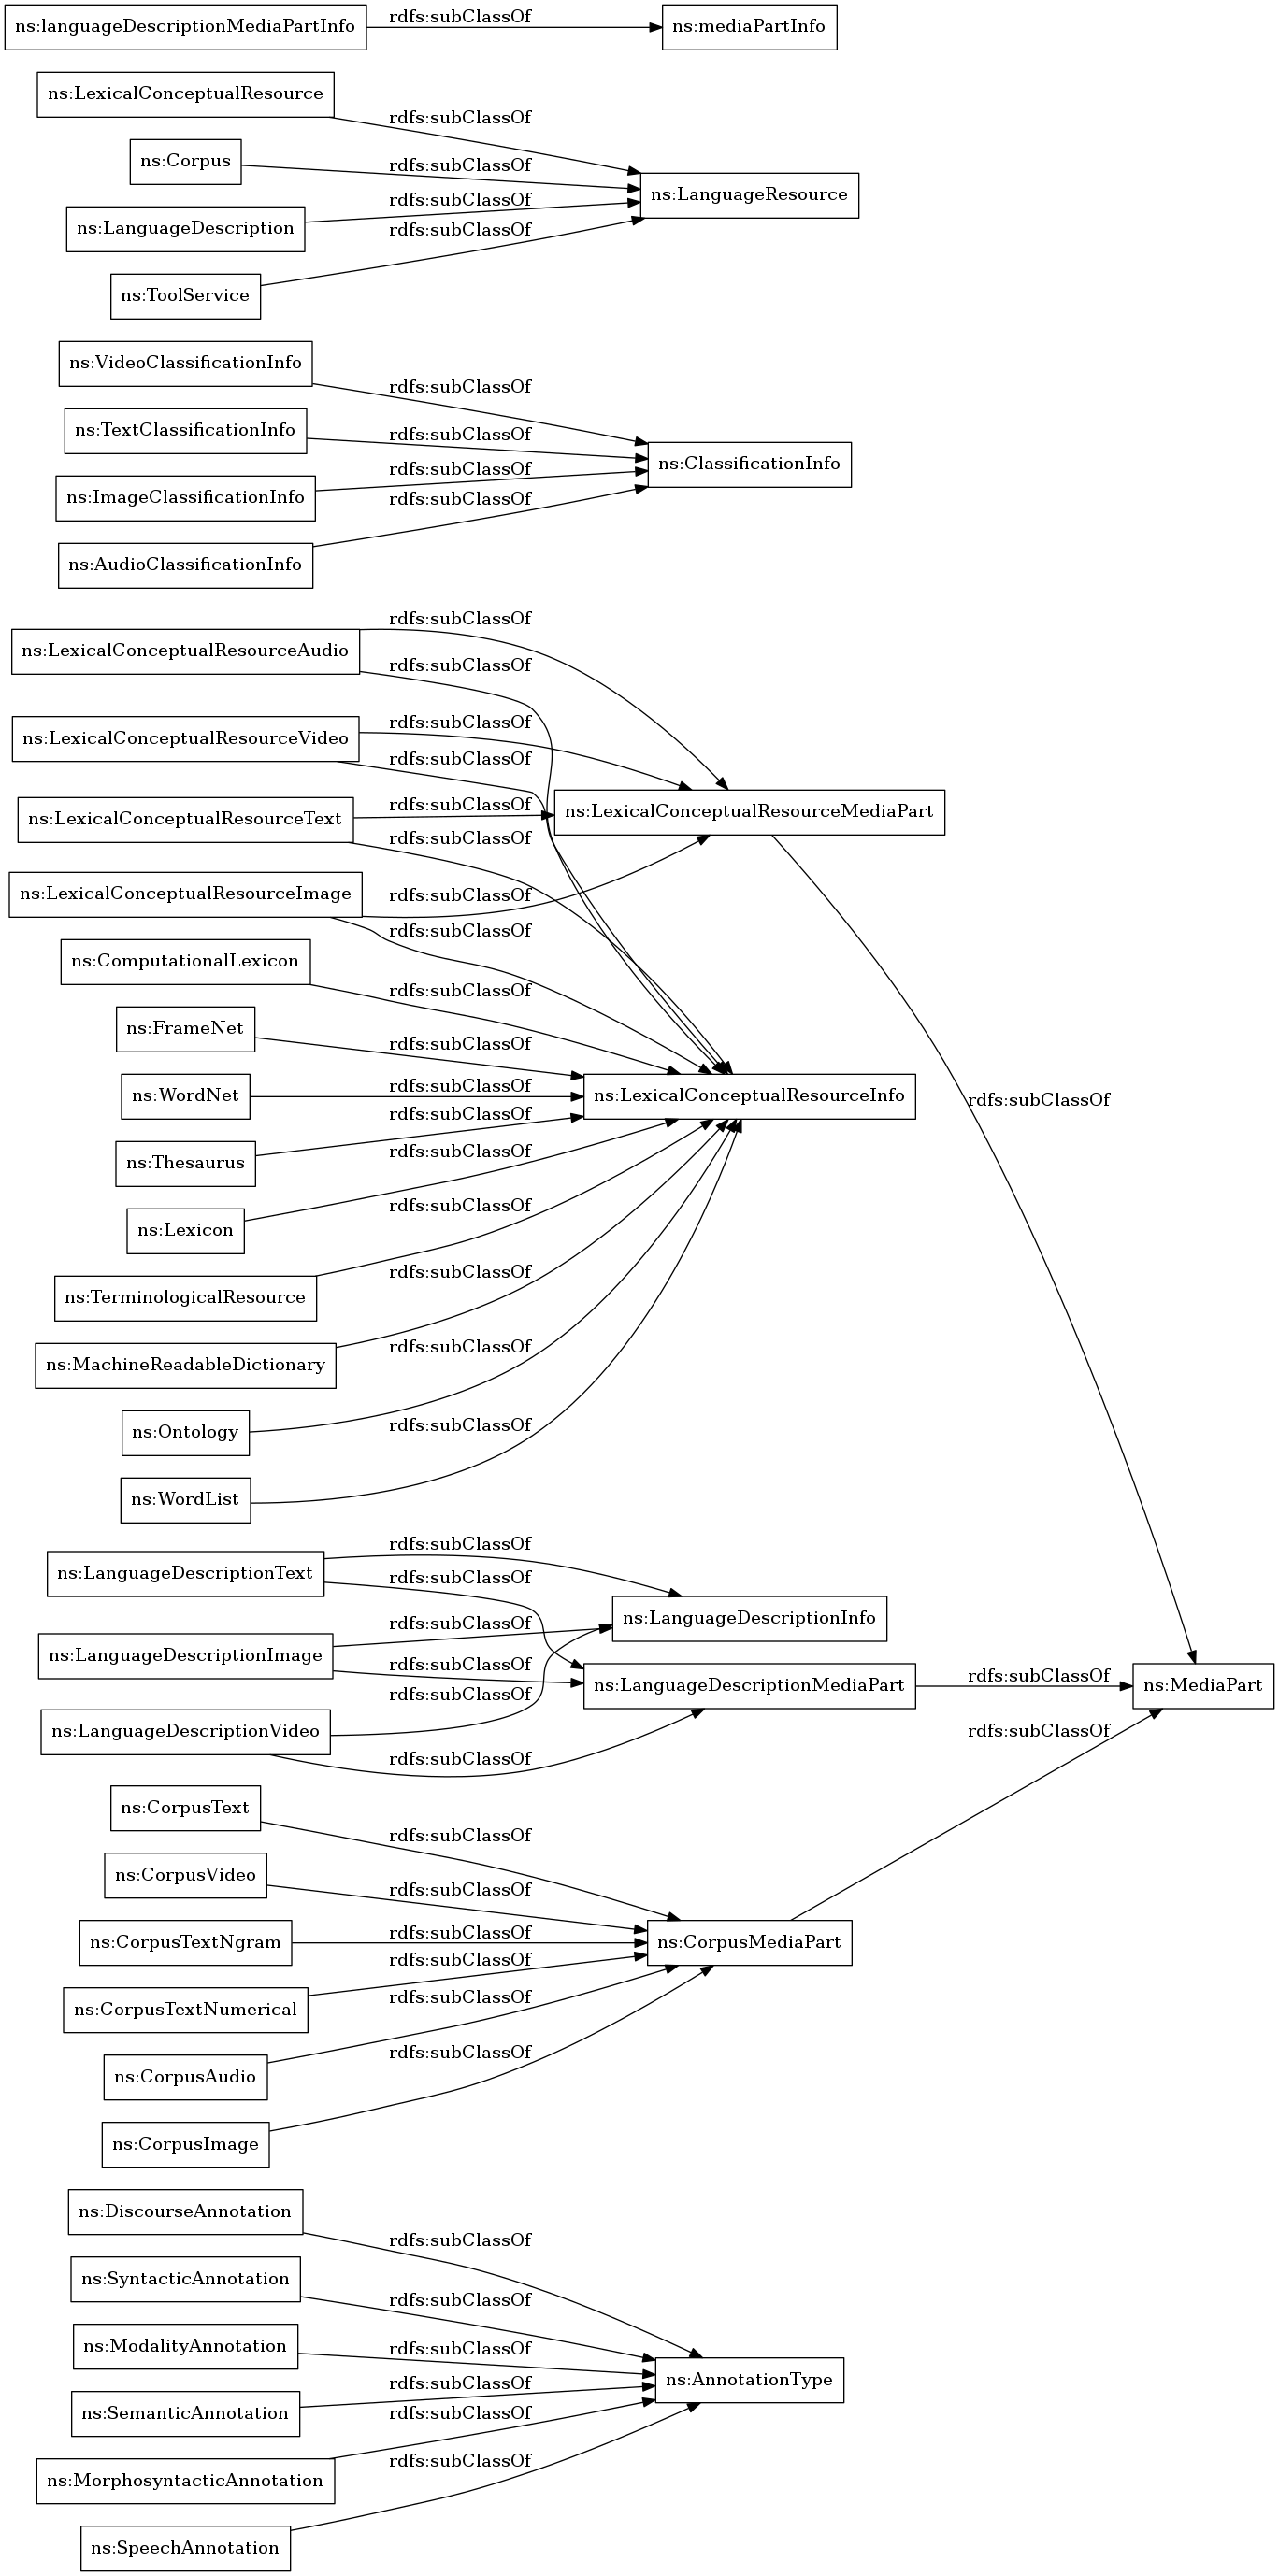 ns:languageDescriptionMediaPartInfo rdfs:subClassOf ns:mediaPartInfo
ns:LexicalConceptualResource
rdfs:subClassOf
ns:Corpus rdfs:subClassOf
ns:LanguageResource
rdfs:subClassOf
ns:LanguageDescription
rdfs:subClassOf
ns:ToolService
ns:VideoClassificationInfo
rdfs:subClassOf
ns:TextClassificationInfo rdfs:subClassOf
ns:ClassificationInfo
rdfs:subClassOf
ns:ImageClassificationInfo
rdfs:subClassOf
ns:AudioClassificationInfo
rdfs:subClassOf
ns:LexicalConceptualResourceAudio
rdfs:subClassOf
rdfs:subClassOf
ns:LexicalConceptualResourceVideo
rdfs:subClassOf
rdfs:subClassOf
ns:LexicalConceptualResourceText
ns:LexicalConceptualResourceMediaPart
rdfs:subClassOf
ns:LexicalConceptualResourceImage rdfs:subClassOf
rdfs:subClassOf
ns:ComputationalLexicon
rdfs:subClassOf
ns:FrameNet
rdfs:subClassOf
rdfs:subClassOf
ns:WordNet ns:LexicalConceptualResourceInfo rdfs:subClassOf
rdfs:subClassOf
ns:Thesaurus
rdfs:subClassOf
ns:Lexicon
rdfs:subClassOf
ns:TerminologicalResource
rdfs:subClassOf
ns:MachineReadableDictionary
rdfs:subClassOf
ns:Ontology
rdfs:subClassOf
ns:WordList
rdfs:subClassOf
ns:LanguageDescriptionText rdfs:subClassOf
ns:LanguageDescriptionInfo
rdfs:subClassOf
ns:LanguageDescriptionImage
rdfs:subClassOf
ns:LanguageDescriptionMediaPart rdfs:subClassOf ns:MediaPart
rdfs:subClassOf
ns:LanguageDescriptionVideo
rdfs:subClassOf
rdfs:subClassOf
ns:CorpusText
rdfs:subClassOf
ns:CorpusVideo
rdfs:subClassOf
rdfs:subClassOf
ns:CorpusTextNgram ns:CorpusMediaPart
rdfs:subClassOf
ns:CorpusTextNumerical
rdfs:subClassOf
ns:CorpusAudio
rdfs:subClassOf
ns:CorpusImage
ns:DiscourseAnnotation
rdfs:subClassOf
ns:SyntacticAnnotation
rdfs:subClassOf
ns:ModalityAnnotation rdfs:subClassOf
ns:AnnotationType
rdfs:subClassOf
ns:SemanticAnnotation
rdfs:subClassOf
ns:MorphosyntacticAnnotation
rdfs:subClassOf
ns:SpeechAnnotation